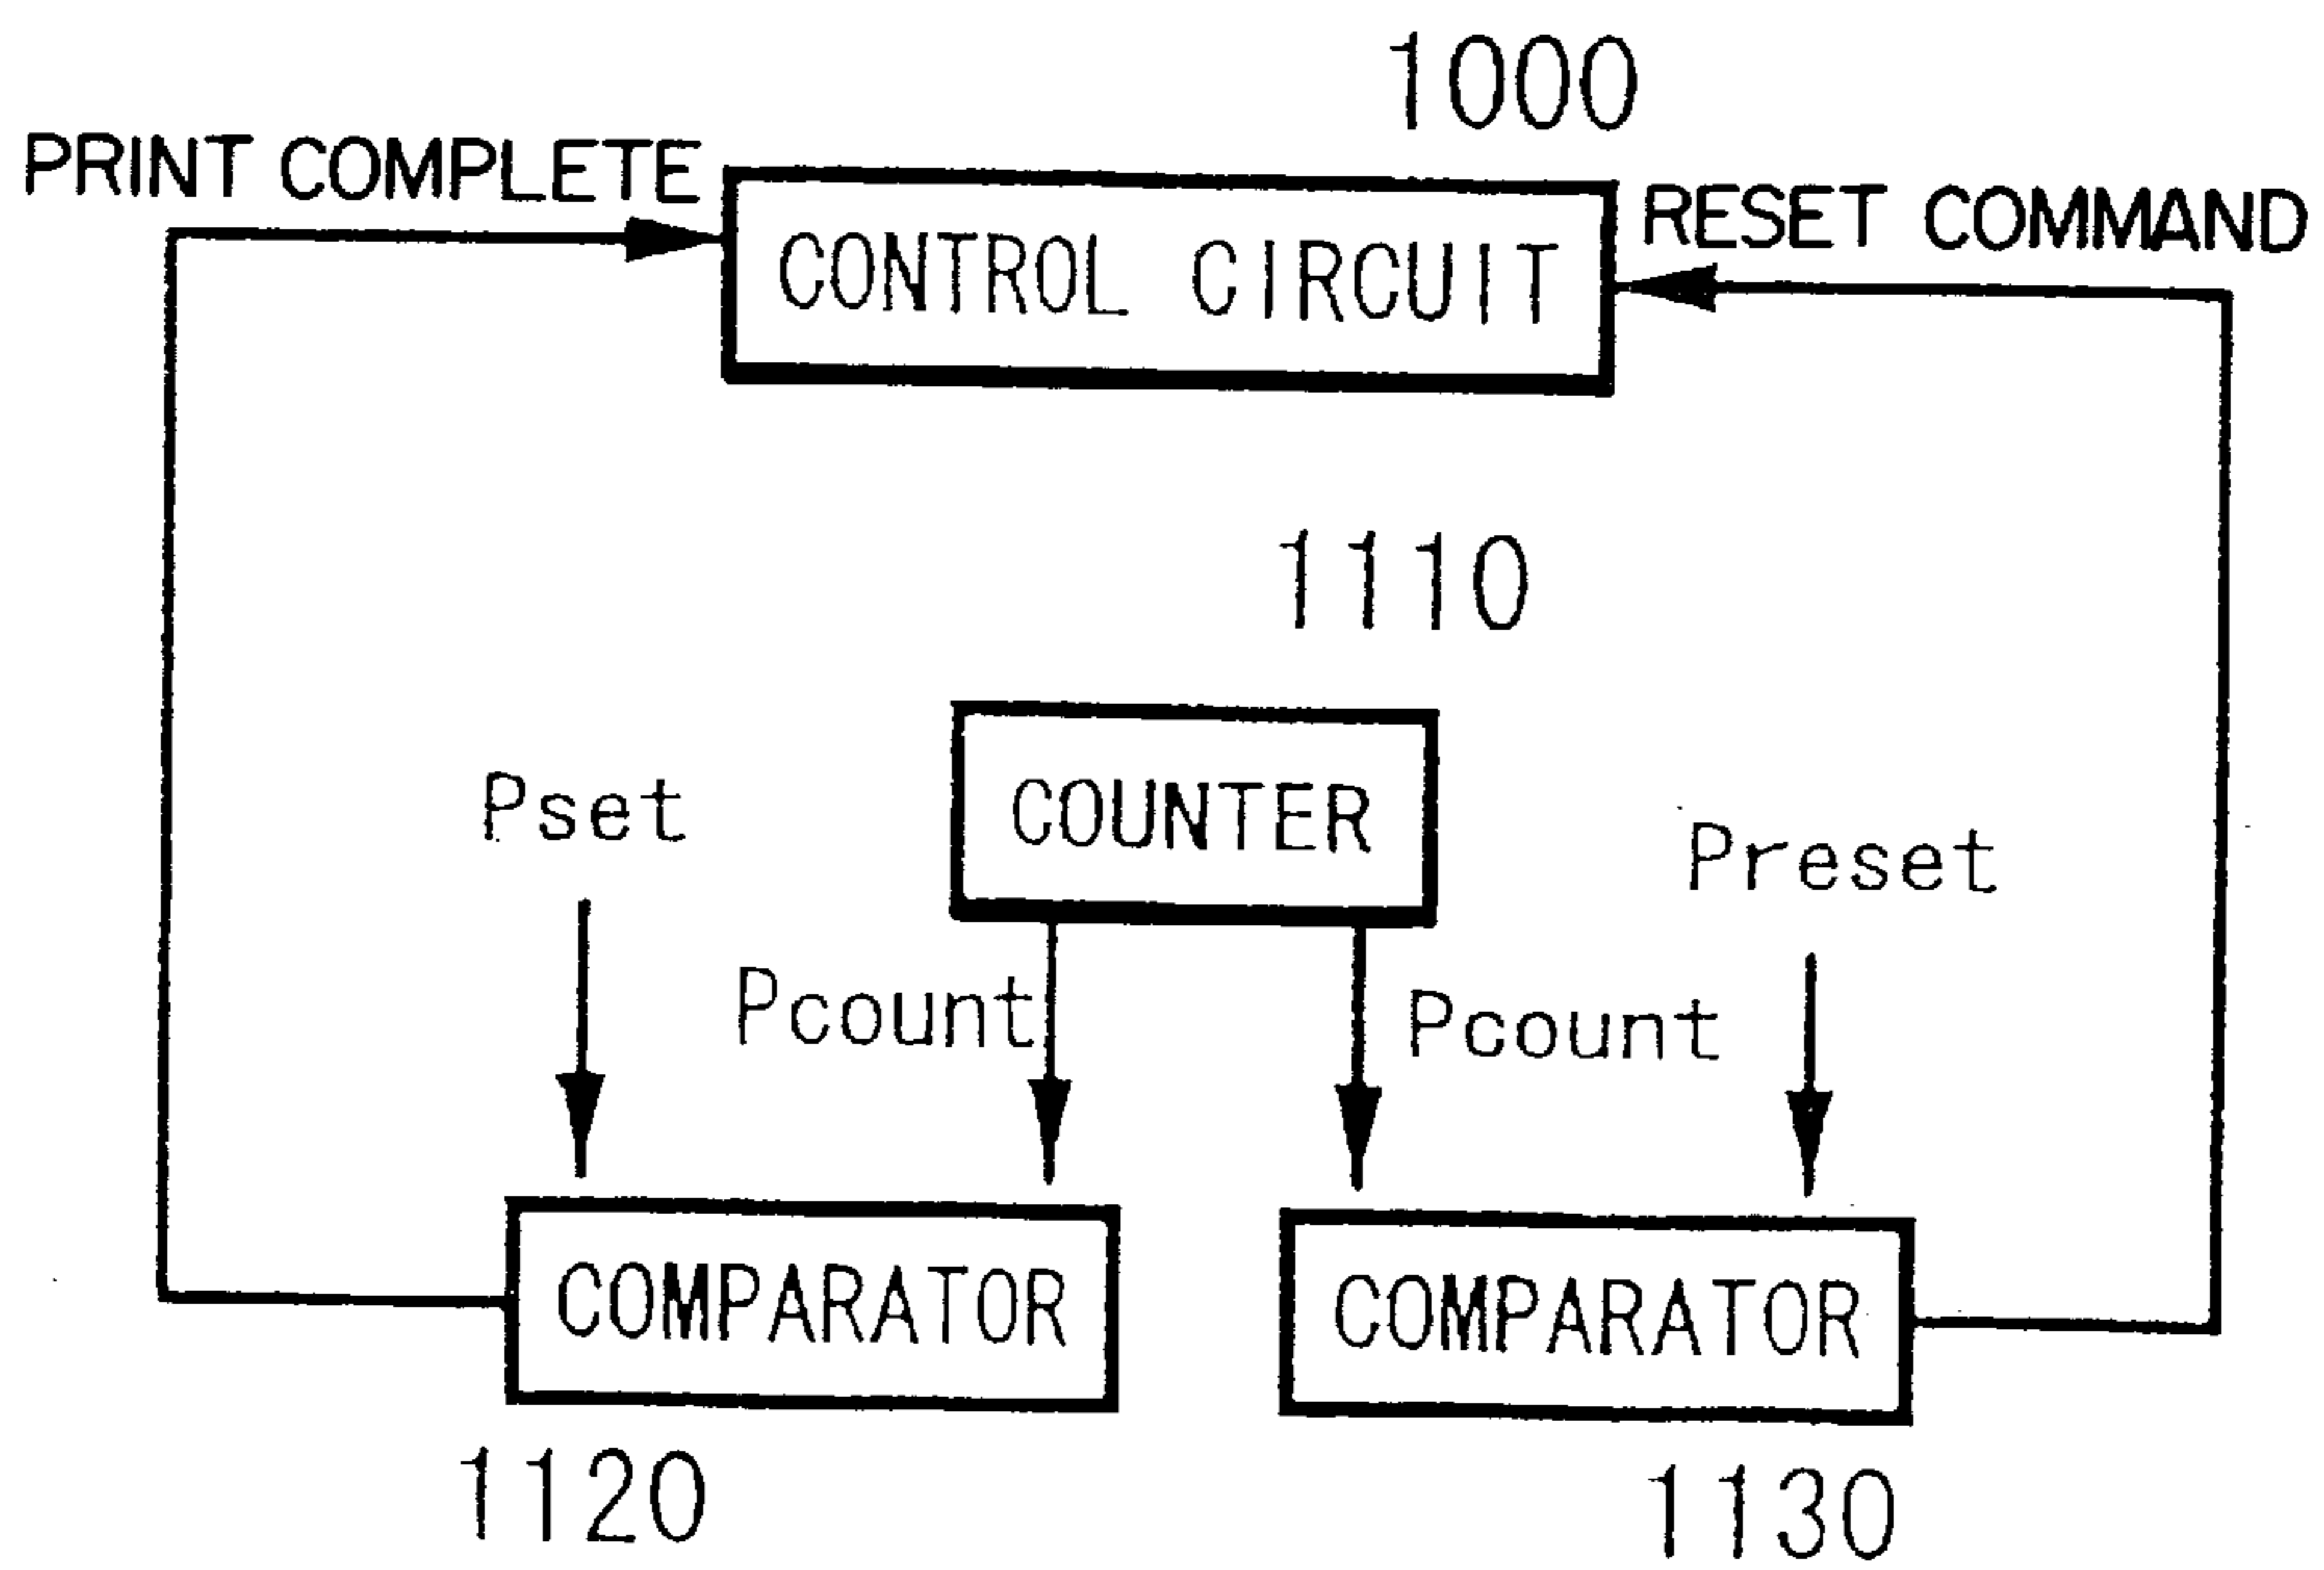 1000
PRINT COMPLETE
RESET COMMAND
CONTROL CIRCUIT
1110
COUNTER
Pset
Preset
Pcount
Pcount
COMPARATOR
COMPARATOR
1120
1130